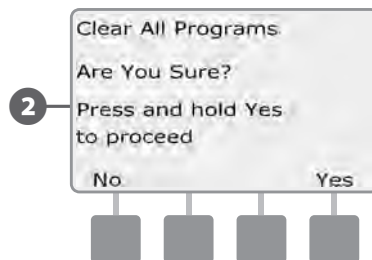 Clear All Programs
Are You Sure?
2
Press and hold Yes
to proceed
No Yes